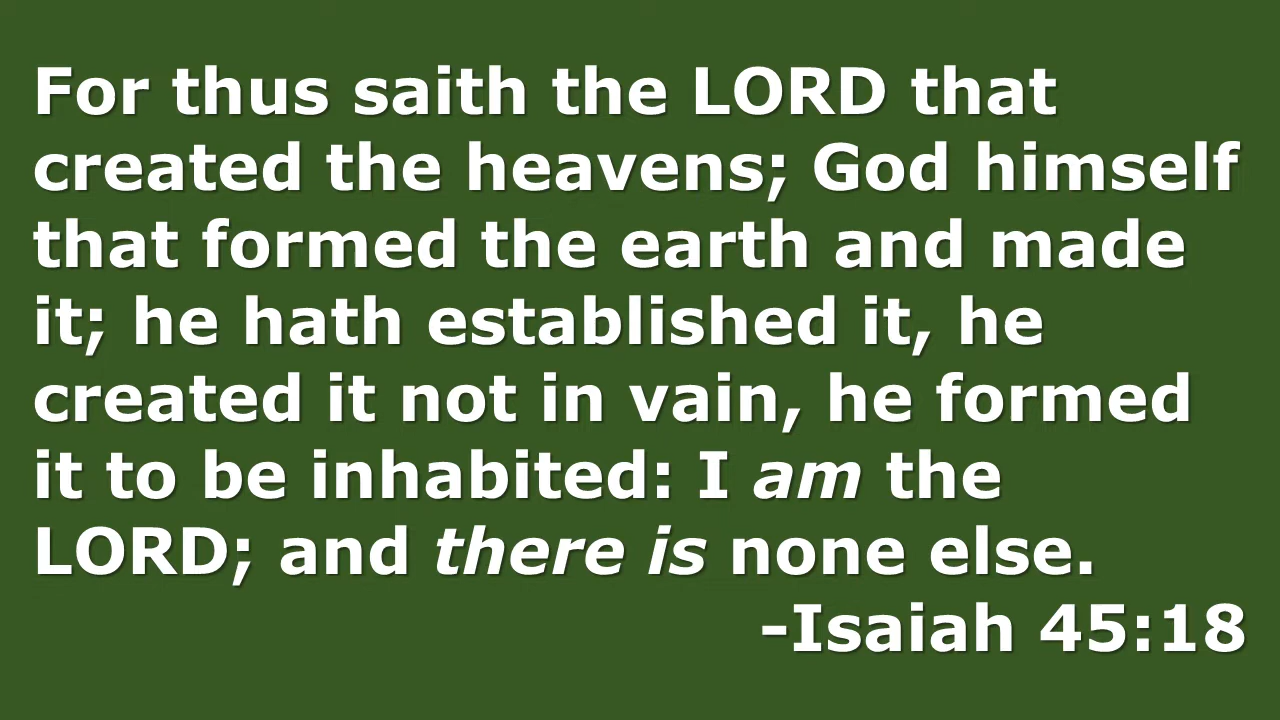 For thus saith the LORD that
created the heavens; God himself
that formed the earth and made
it; he hath established it, he
created it not in vain, he formed
it to be inhabited: I am the
LORD; and there is none else.
-Isaiah 45:18